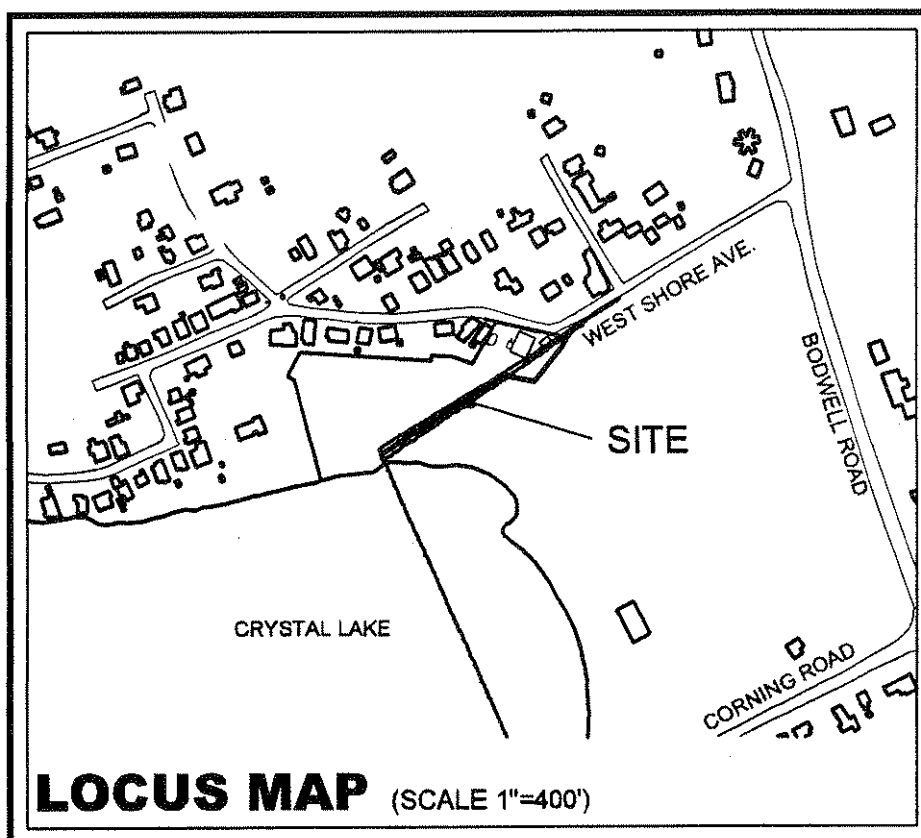 WEST SHORE AVE.
BODWELL ROAD
SITE
CRYSTAL LAKE
CORNING ROAD
LOCUS MAP (SCALE 1"=400')